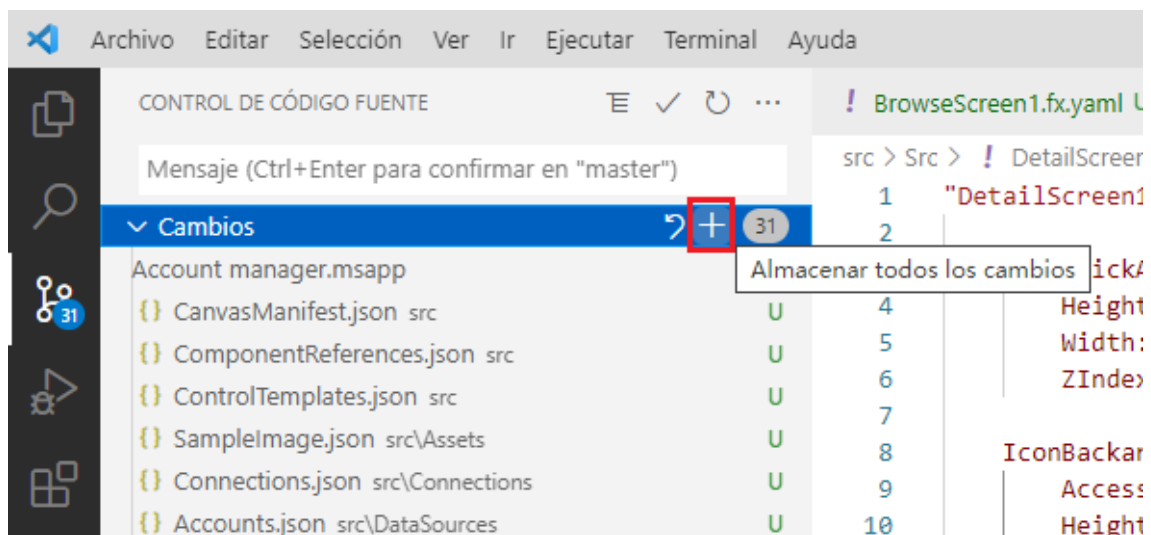 Archivo Editar Selección Ver Ir Ejecutar Terminal Ayuda
CONTROL DE CÓDIGO FUENTE
Mensaje (Ctrl+Enter para confirmar en "master")
Cambios 31
Almacenar todos los cambios
31
Account manager.msapp
{} CanvasManifest.json src U
{} ComponentReferences.json src U
{} ControlTemplates.json src U
{} SampleImage.json src\Assets U
{} Connections.json src\Connections U
{} Accounts.json src\DataSources U
! BrowseScreen1.fx.yaml U
src > Src > ! DetailScreen
1 "DetailScreen1
2
4 Height
5 Width:
6 ZIndex
7
8 IconBackar
9 Access
10 Height